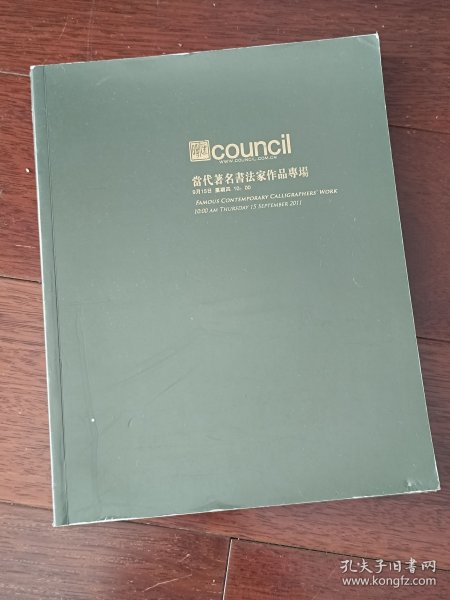 council
WWW.COUNCIL.COM.CN
當代著名書法家作品專場
9月15日 星期四 10：00
FAMOUS CONTEMPORARY CALLIGRAPHERS' WORK
10:00 AM THURSDAY 15 SEPTEMBER 2011
孔夫子旧书网
www.kongfz.com